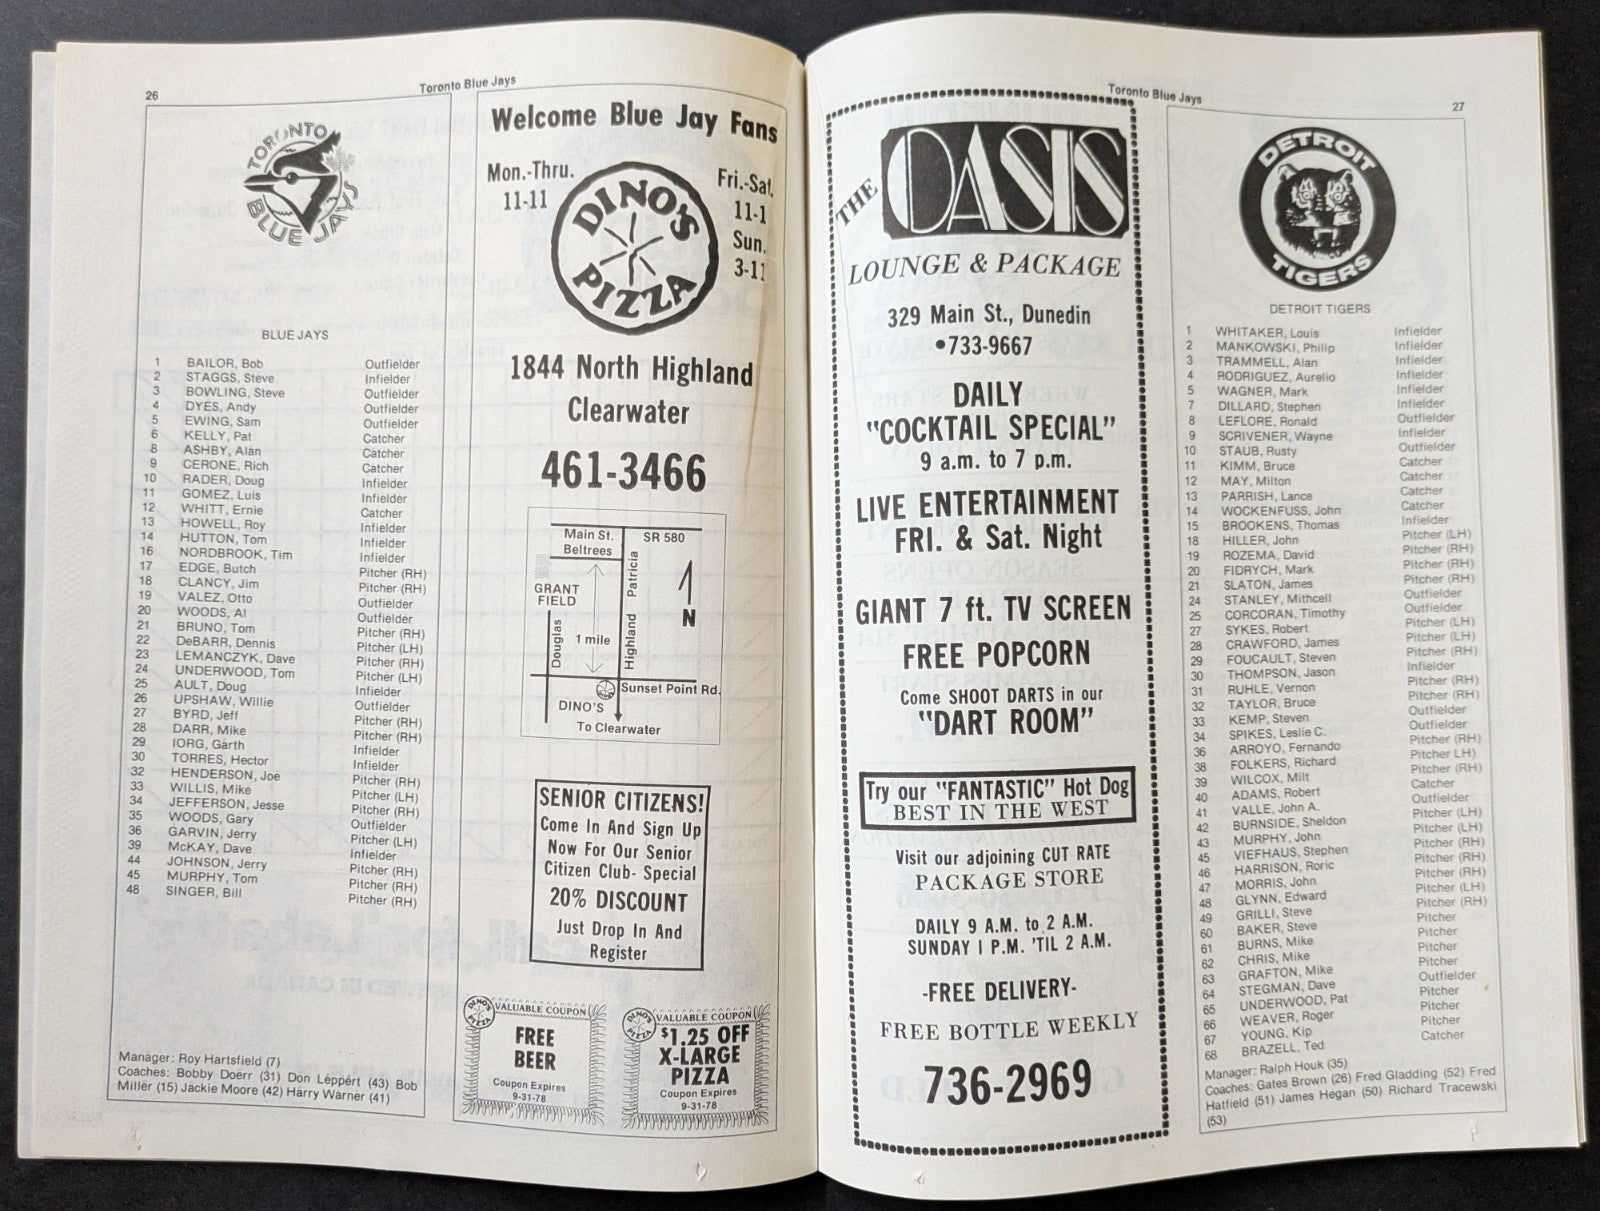 26
Toronto Blue Jays
TORONTO
BLUE JAYS
BLUE JAYS
1 BAILOR, Bob Outfielder
2 STAGGS, Steve Infielder
3 BOWLING, Steve Outfielder
4 DYES, Andy Outfielder
5 EWING, Sam Outfielder
6 KELLY, Pat Catcher
8 ASHBY, Alan Catcher
9 CERONE, Rich Catcher
10 RADER, Doug Infielder
11 GOMEZ, Luis Infielder
12 WHITT, Ernie Catcher
13 HOWELL, Roy Infielder
14 HUTTON, Tom Infielder
16 NORDBROOK, Tim Infielder
17 EDGE, Butch Pitcher (RH)
18 CLANCY, Jim Pitcher (RH)
19 VALEZ, Otto Outfielder
20 WOODS, Al Outfielder
21 BRUNO, Tom Pitcher (RH)
22 DeBARR, Dennis Pitcher (LH)
23 LEMANCZYK, Dave Pitcher (RH)
24 UNDERWOOD, Tom Pitcher (LH)
25 AULT, Doug Infielder
26 UPSHAW, Willie Outfielder
27 BYRD, Jeff Pitcher (RH)
28 DARR, Mike Pitcher (RH)
29 IORG, Garth Infielder
30 TORRES, Hector Infielder
32 HENDERSON, Joe Pitcher (RH)
33 WILLIS, Mike Pitcher (LH)
34 JEFFERSON, Jesse Pitcher (RH)
35 WOODS, Gary Outfielder
36 GARVIN, Jerry Pitcher (LH)
39 McKAY, Dave Infielder
44 JOHNSON, Jerry Pitcher (RH)
45 MURPHY, Tom Pitcher (RH)
48 SINGER, Bill Pitcher (RH)
Manager: Roy Hartsfield (7)
Coaches: Bobby Doerr (31) Don Leppert (43) Bob
Miller (15) Jackie Moore (42) Harry Warner (41)
Welcome Blue Jay Fans
Mon.-Thru.
11-11
DINO'S
PIZZA
Fri.-Sat.
11-1
Sun.
3-11
1844 North Highland
Clearwater
461-3466
Main St.
Beltrees
SR 580
GRANT
FIELD
Patricia
Highland
Douglas
1 mile
N
Sunset Point Rd.
DINO'S
To Clearwater
SENIOR CITIZENS!
Come In And Sign Up
Now For Our Senior
Citizen Club- Special
20% DISCOUNT
Just Drop In And
Register
DINO'S
PIZZA
VALUABLE COUPON
FREE
BEER
Coupon Expires
9-31-78
DINO'S
PIZZA
VALUABLE COUPON
$1.25 OFF
X-LARGE
PIZZA
Coupon Expires
9-31-78
Toronto Blue Jays
27
THE OASIS
LOUNGE & PACKAGE
329 Main St., Dunedin
•733-9667
DAILY
"COCKTAIL SPECIAL"
9 a.m. to 7 p.m.
LIVE ENTERTAINMENT
FRI. & Sat. Night
GIANT 7 ft. TV SCREEN
FREE POPCORN
Come SHOOT DARTS in our
"DART ROOM"
Try our "FANTASTIC" Hot Dog
BEST IN THE WEST
Visit our adjoining CUT RATE
PACKAGE STORE
DAILY 9 A.M. to 2 A.M.
SUNDAY 1 P.M. 'TIL 2 A.M.
-FREE DELIVERY-
FREE BOTTLE WEEKLY
736-2969
DETROIT
TIGERS
DETROIT TIGERS
1 WHITAKER, Louis Infielder
2 MANKOWSKI, Philip Infielder
3 TRAMMELL, Alan Infielder
4 RODRIGUEZ, Aurelio Infielder
5 WAGNER, Mark Infielder
7 DILLARD, Stephen Infielder
8 LEFLORE, Ronald Outfielder
9 SCRIVENER, Wayne Infielder
10 STAUB, Rusty Outfielder
11 KIMM, Bruce Catcher
12 MAY, Milton Catcher
13 PARRISH, Lance Catcher
14 WOCKENFUSS, John Catcher
15 BROOKENS, Thomas Infielder
18 HILLER, John Pitcher (LH)
19 ROZEMA, David Pitcher (RH)
20 FIDRYCH, Mark Pitcher (RH)
21 SLATON, James Pitcher (RH)
24 STANLEY, Mithcell Outfielder
25 CORCORAN, Timothy Outfielder
27 SYKES, Robert Pitcher (LH)
28 CRAWFORD, James Pitcher (LH)
29 FOUCAULT, Steven Pitcher (RH)
30 THOMPSON, Jason Infielder
31 RUHLE, Vernon Pitcher (RH)
32 TAYLOR, Bruce Pitcher (RH)
33 KEMP, Steven Outfielder
34 SPIKES, Leslie C. Outfielder
36 ARROYO, Fernando Pitcher (RH)
38 FOLKERS, Richard Pitcher LH)
39 WILCOX, Milt Pitcher (RH)
40 ADAMS, Robert Catcher
41 VALLE, John A. Outfielder
42 BURNSIDE, Sheldon Pitcher (LH)
43 MURPHY, John Pitcher (LH)
45 VIEFHAUS, Stephen Pitcher (RH)
46 HARRISON, Roric Pitcher (RH)
47 MORRIS, John Pitcher (RH)
48 GLYNN, Edward Pitcher (LH)
49 GRILLI, Steve Pitcher (RH)
60 BAKER, Steve Pitcher
61 BURNS, Mike Pitcher
62 CHRIS, Mike Pitcher
63 GRAFTON, Mike Pitcher
64 STEGMAN, Dave Outfielder
65 UNDERWOOD, Pat Pitcher
66 WEAVER, Roger Pitcher
67 YOUNG, Kip Pitcher
68 BRAZELL, Ted Catcher
Manager: Ralph Houk (35)
Coaches: Gates Brown (26) Fred Gladding (52) Fred
Hatfield (51) James Hegan (50) Richard Tracewski
(53)